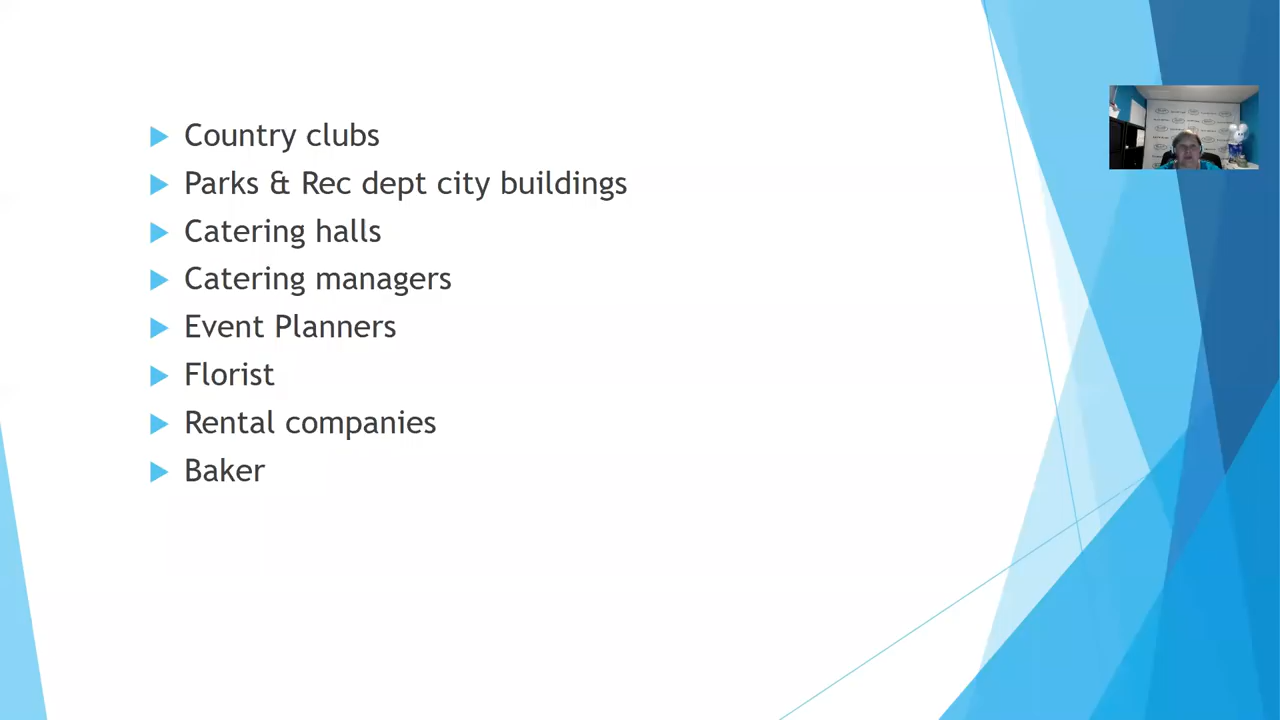 Country clubs
Parks & Rec dept city buildings
Catering halls
Catering managers
Event Planners
Florist
Rental companies
Baker